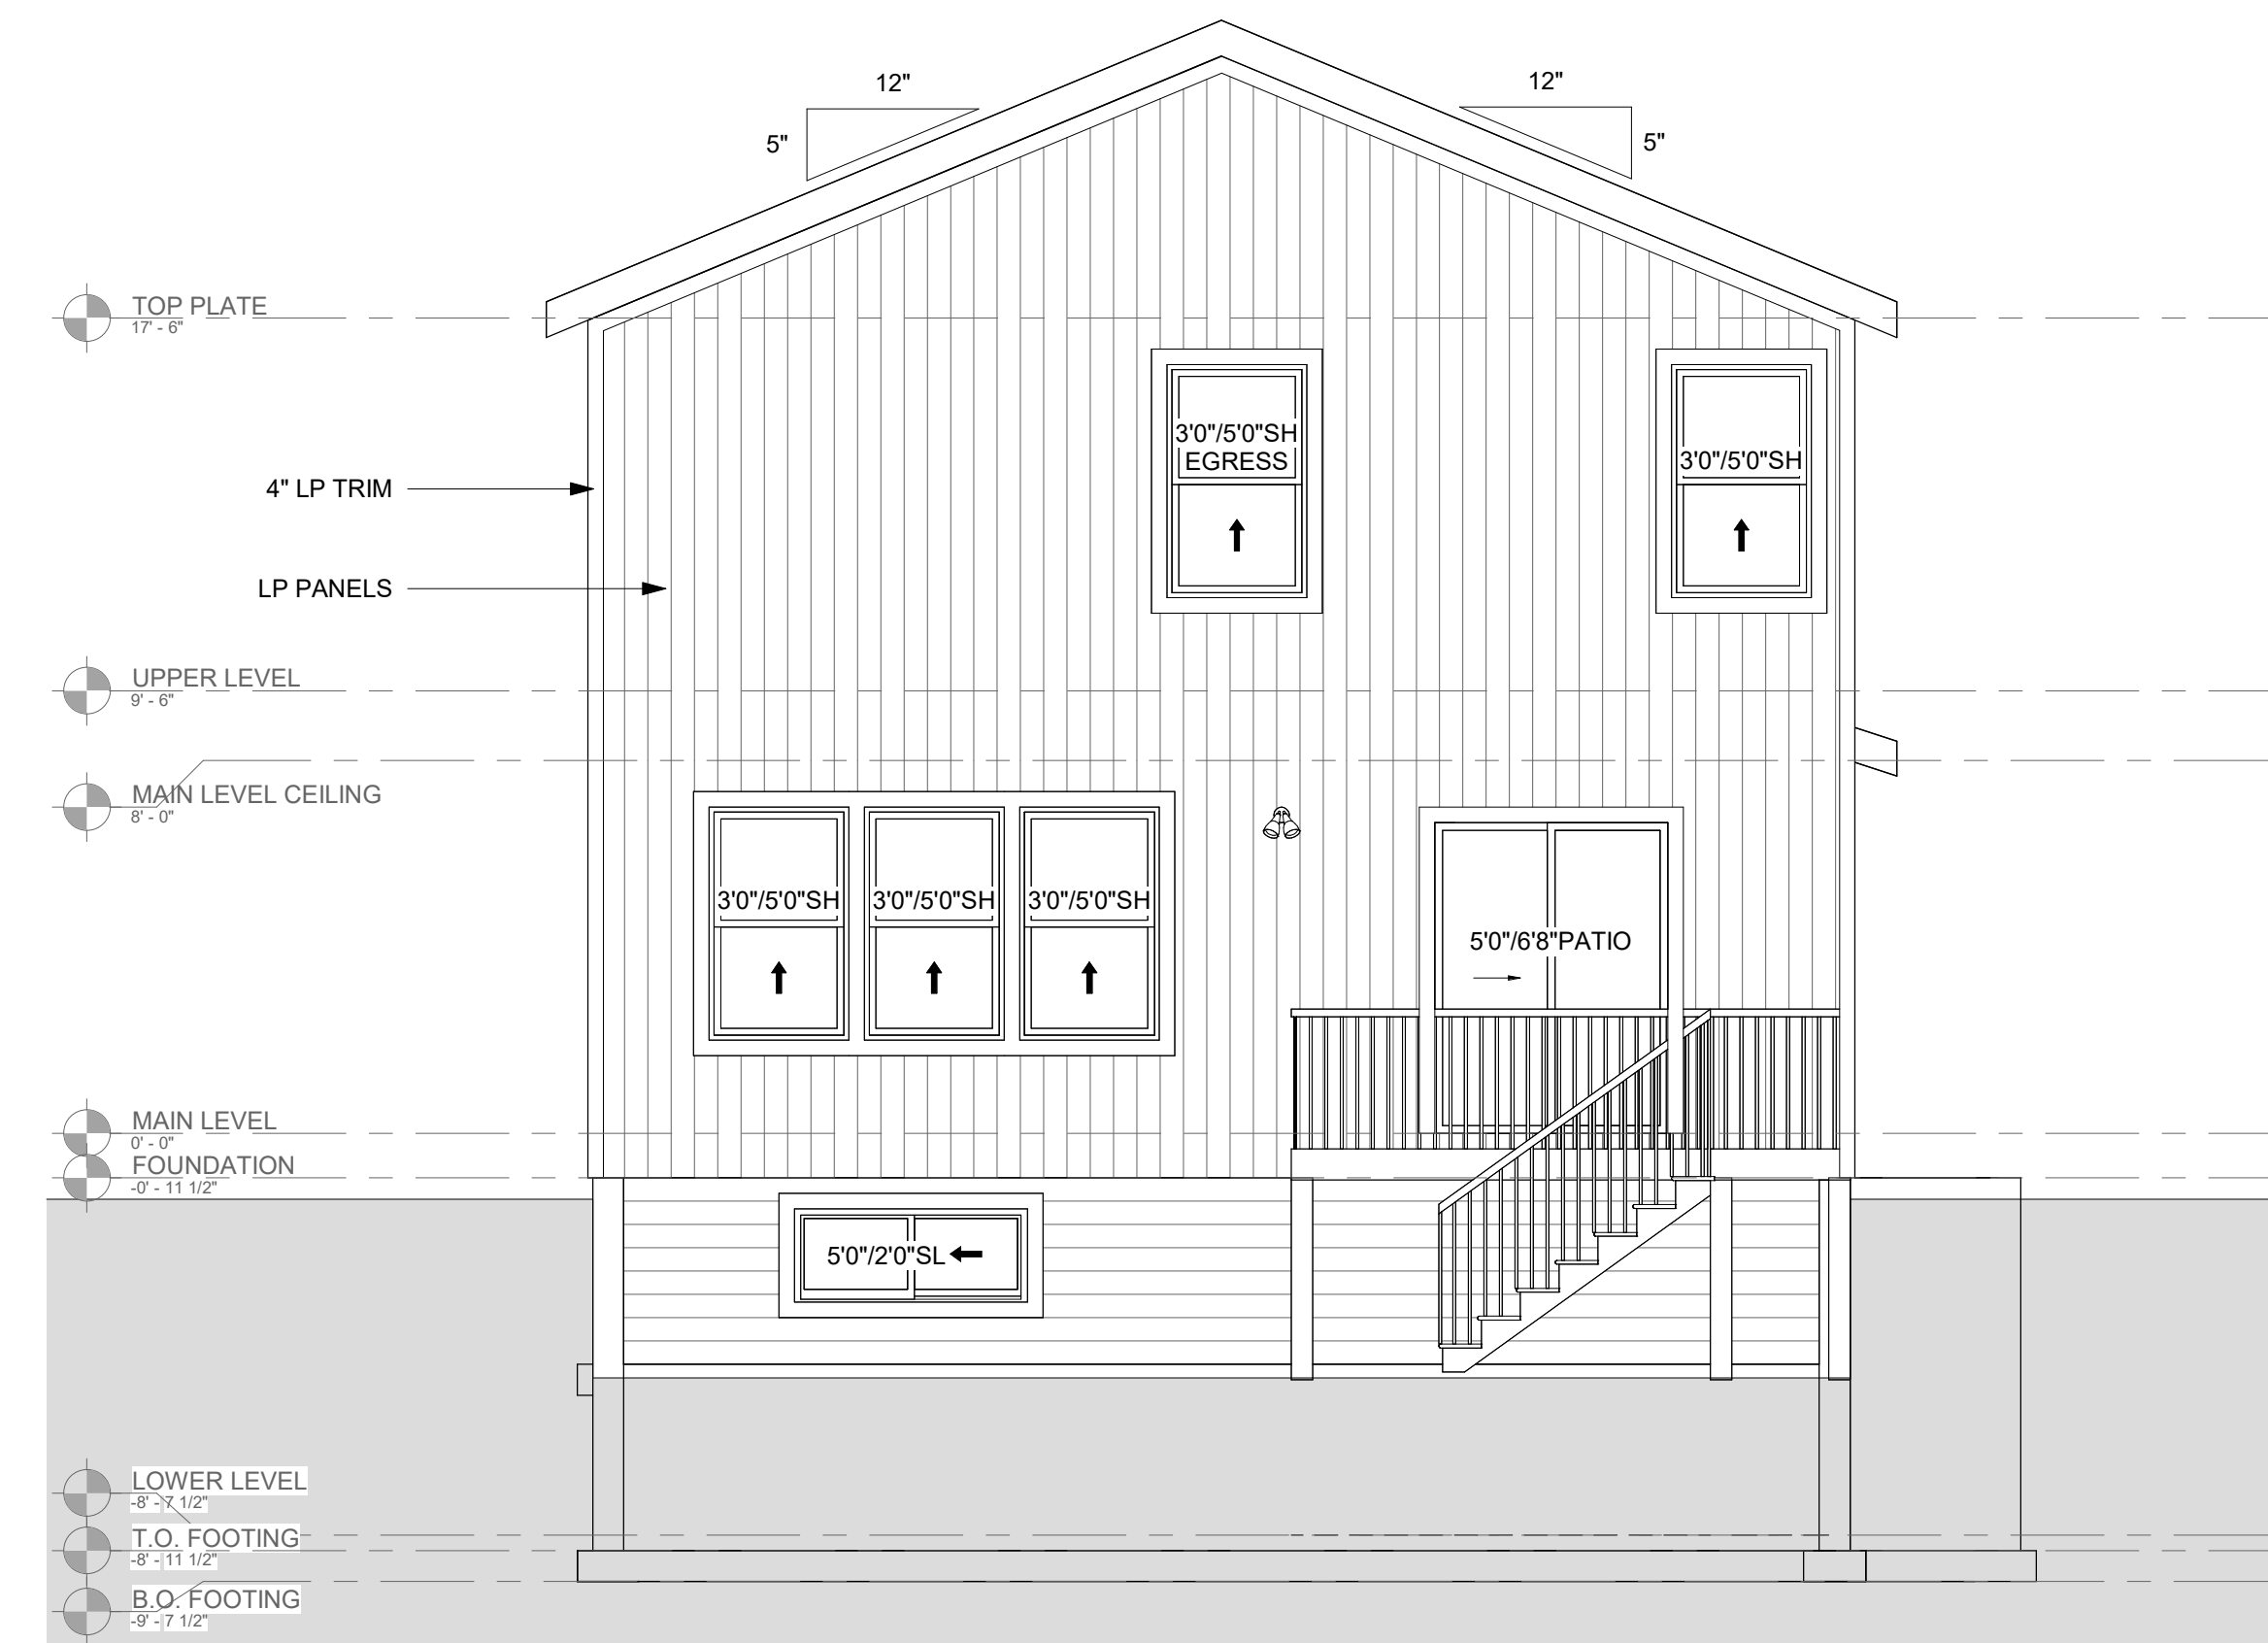 12"
5"
12"
5"
TOP PLATE
17' - 6"
3'0"/5'0"SH
EGRESS
3'0"/5'0"SH
4" LP TRIM
LP PANELS
UPPER LEVEL
9' - 6"
MAIN LEVEL CEILING
8' - 0"
3'0"/5'0"SH
3'0"/5'0"SH
3'0"/5'0"SH
5'0"/6'8"PATIO
MAIN LEVEL
0' - 0"
FOUNDATION
-0' - 11 1/2"
5'0"/2'0"SL
LOWER LEVEL
-8' - 7 1/2"
T.O. FOOTING
-8' - 11 1/2"
B.O. FOOTING
-9' - 7 1/2"